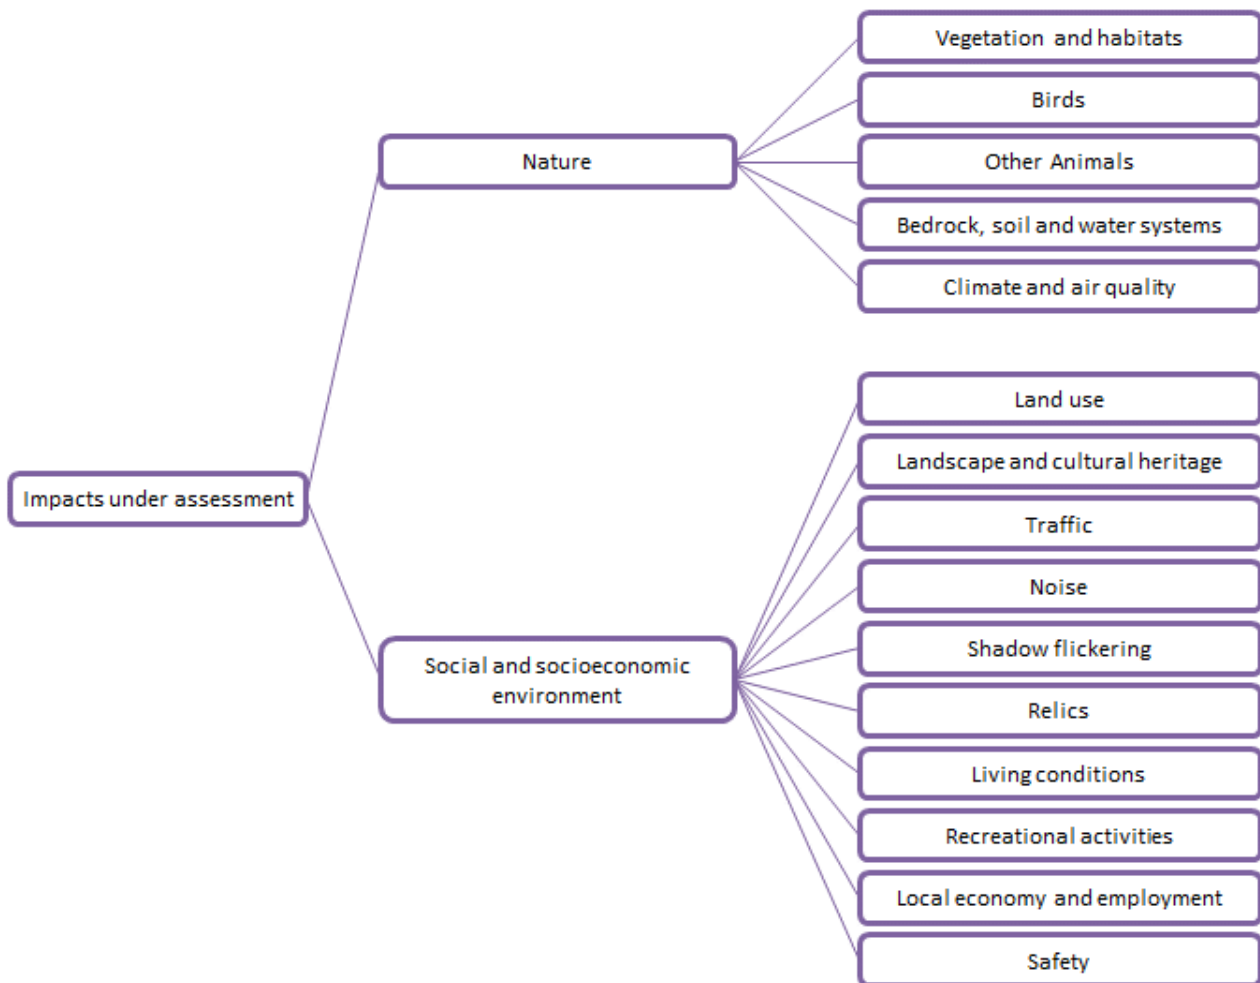 Vegetation and habitats
Birds
Nature
Other Animals
Bedrock, soil and water systems
Climate and air quality
Land use
Landscape and cultural heritage
Impacts under assessment
Traffic
Noise
Shadow flickering
Social and socioeconomic
environment
Relics
Living conditions
Recreational activities
Local economy and employment
Safety